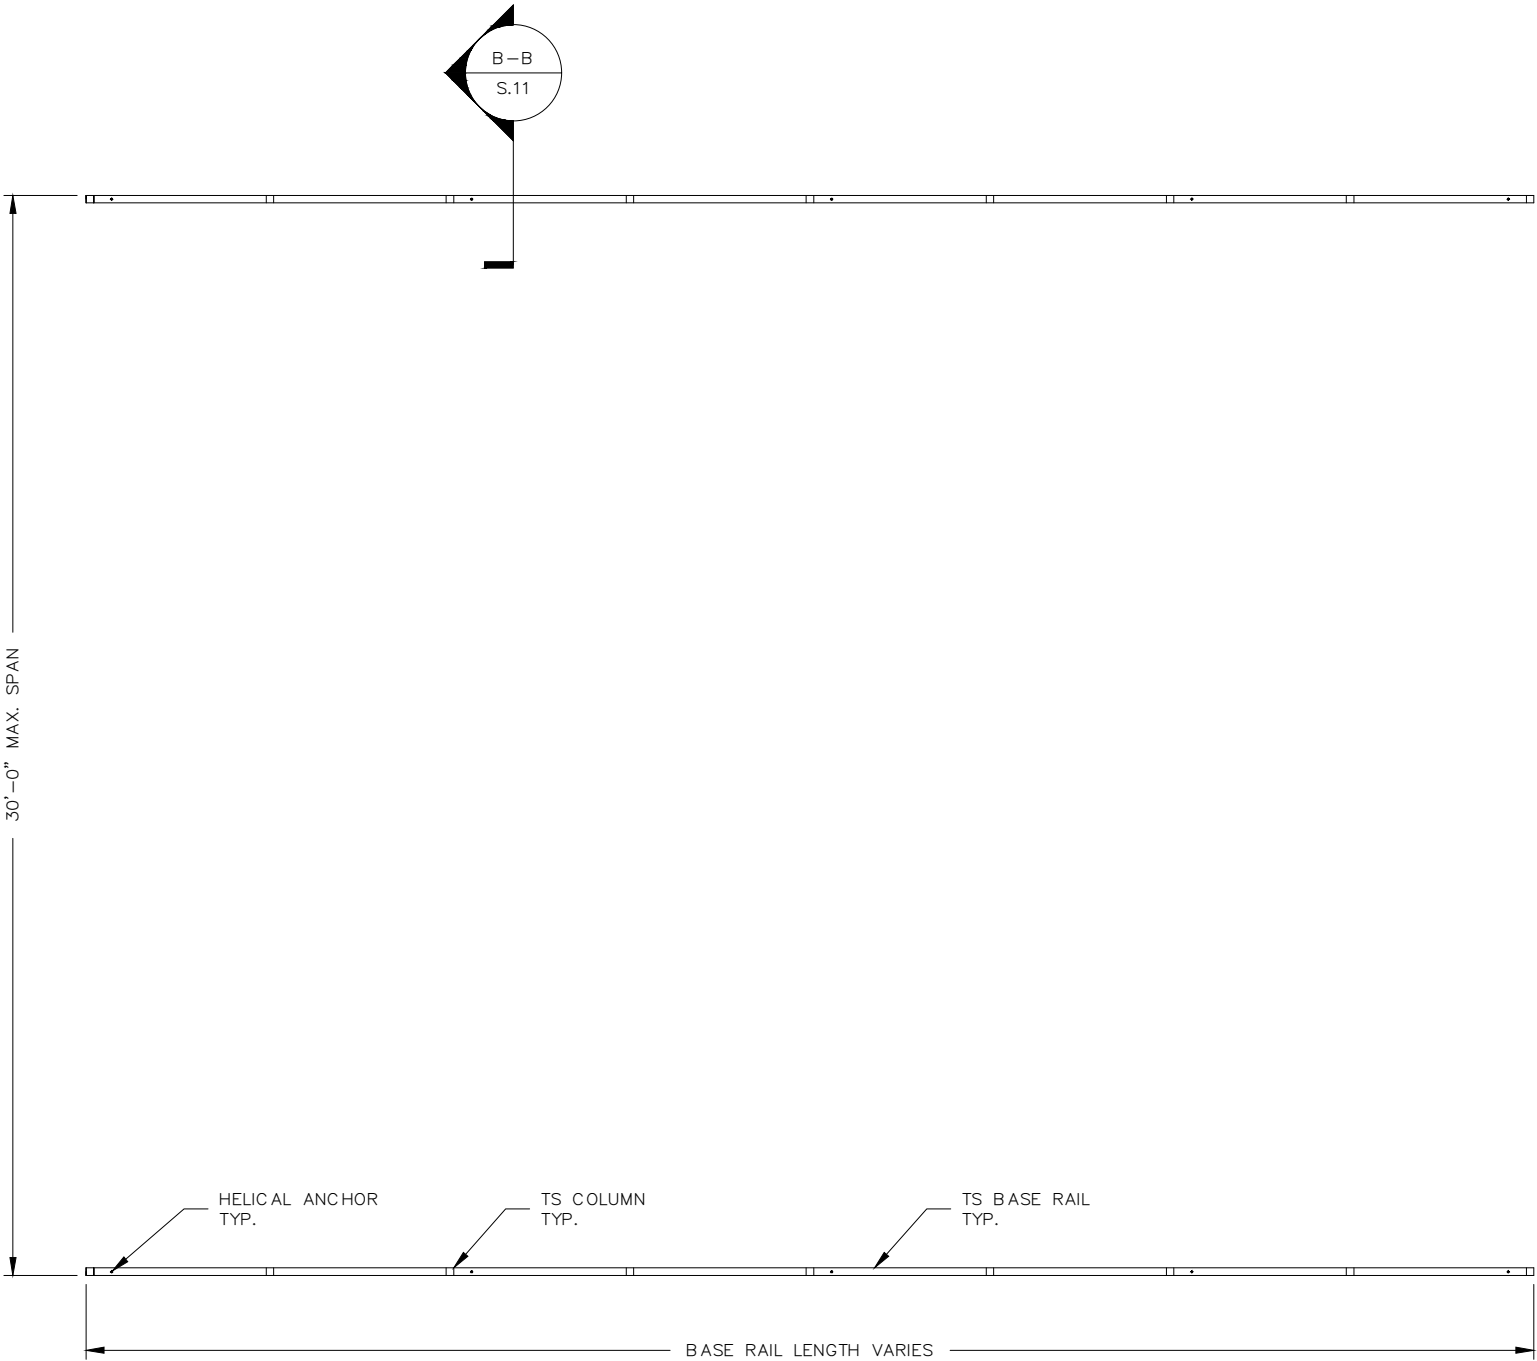 B-B
S.11
30'-0" MAX. SPAN
HELICAL ANCHOR
TYP.
TS COLUMN
TYP.
TS BASE RAIL
TYP.
BASE RAIL LENGTH VARIES